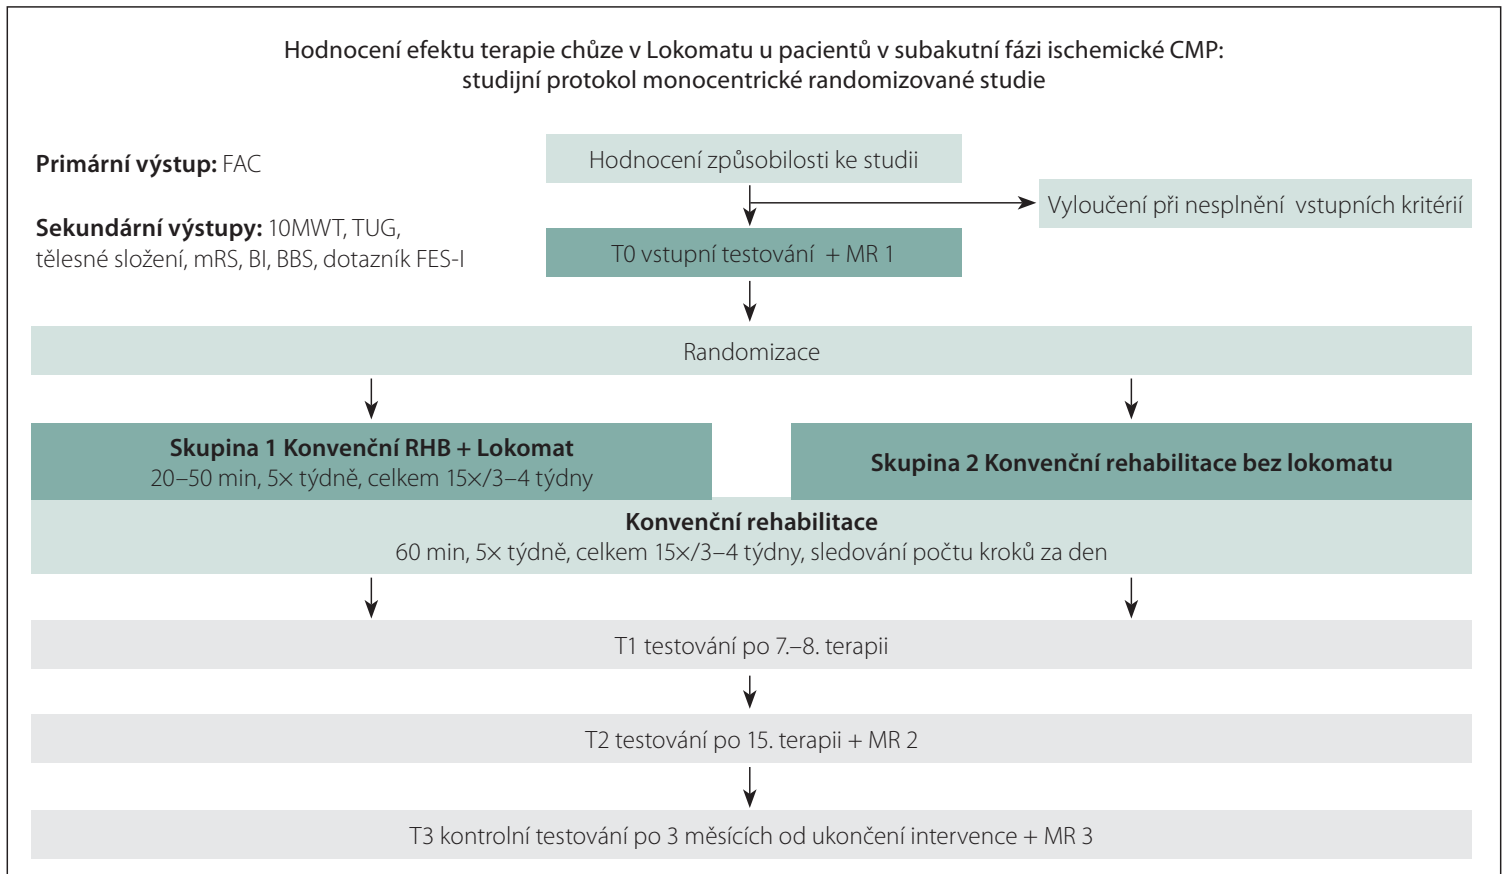 Hodnocení efektu terapie chůze v Lokomatu u pacientů v subakutní fázi ischemické CMP:
studijní protokol monocentrické randomizované studie
Primární výstup: FAC
Sekundární výstupy: 10MWT, TUG,
tělesné složení, mRS, BI, BBS, dotazník FES-I
Hodnocení způsobilosti ke studii
Vyloučení při nesplnění vstupních kritérií
T0 vstupní testování + MR 1
Randomizace
Skupina 1 Konvenční RHB + Lokomat
20–50 min, 5× týdně, celkem 15×/3–4 týdny
Skupina 2 Konvenční rehabilitace bez lokomatu
Konvenční rehabilitace
60 min, 5× týdně, celkem 15×/3–4 týdny, sledování počtu kroků za den
T1 testování po 7.–8. terapii
T2 testování po 15. terapii + MR 2
T3 kontrolní testování po 3 měsících od ukončení intervence + MR 3